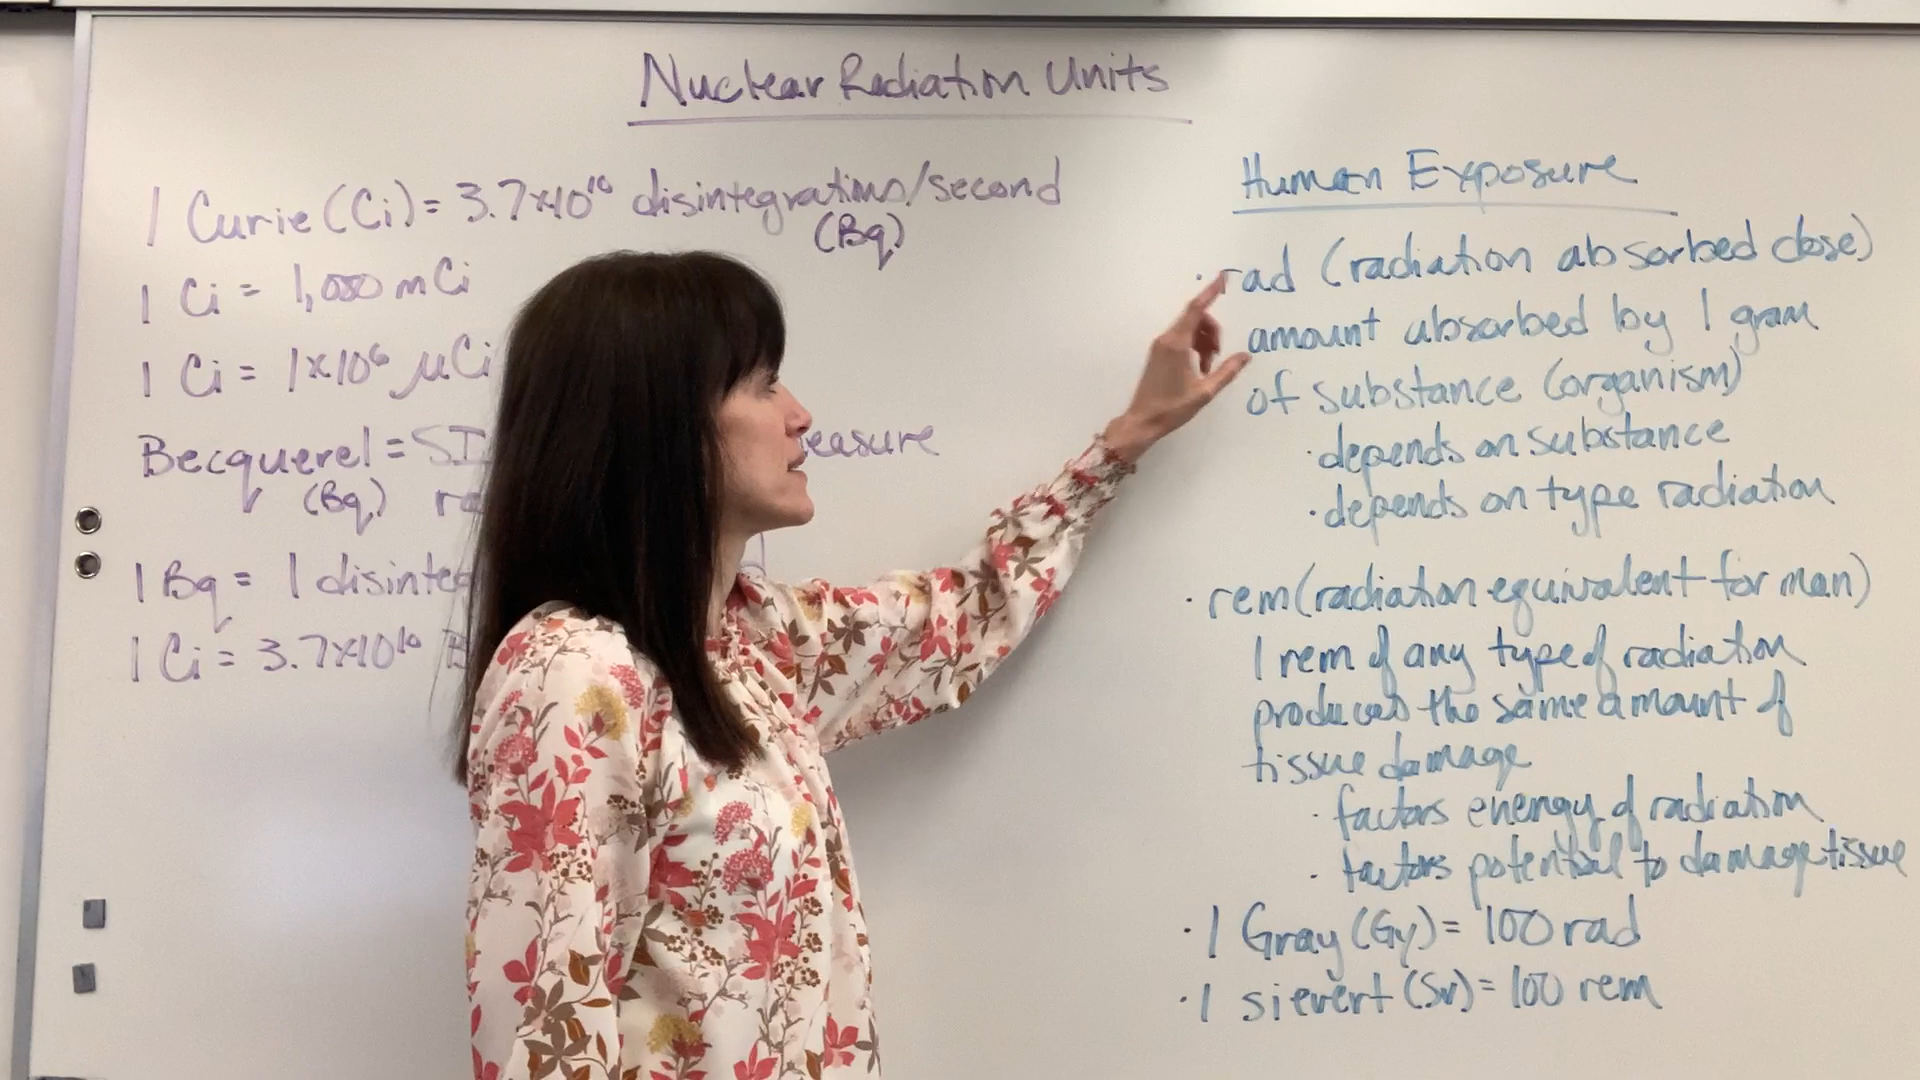 Nuclear Radiation Units
1 Curie (Ci) = 3.7x10¹⁰ disintegrations/second
(Bq)
1 Ci = 1,000 mCi
1 Ci = 1x10⁶ µCi
Becquerel = SI easure
(Bq)
1 Bq = 1 disinteg
1 Ci = 3.7x10¹⁰ B
Human Exposure
· rad (radiation absorbed dose)
amount absorbed by 1 gram
of substance (organism)
· depends on substance
· depends on type radiation
· rem (radiation equivalent for man)
1 rem of any type of radiation
produces the same amount of
tissue damage
· factors energy of radiation
· factors potential to damage tissue
· 1 Gray (Gy) = 100 rad
· 1 sievert (Sv) = 100 rem